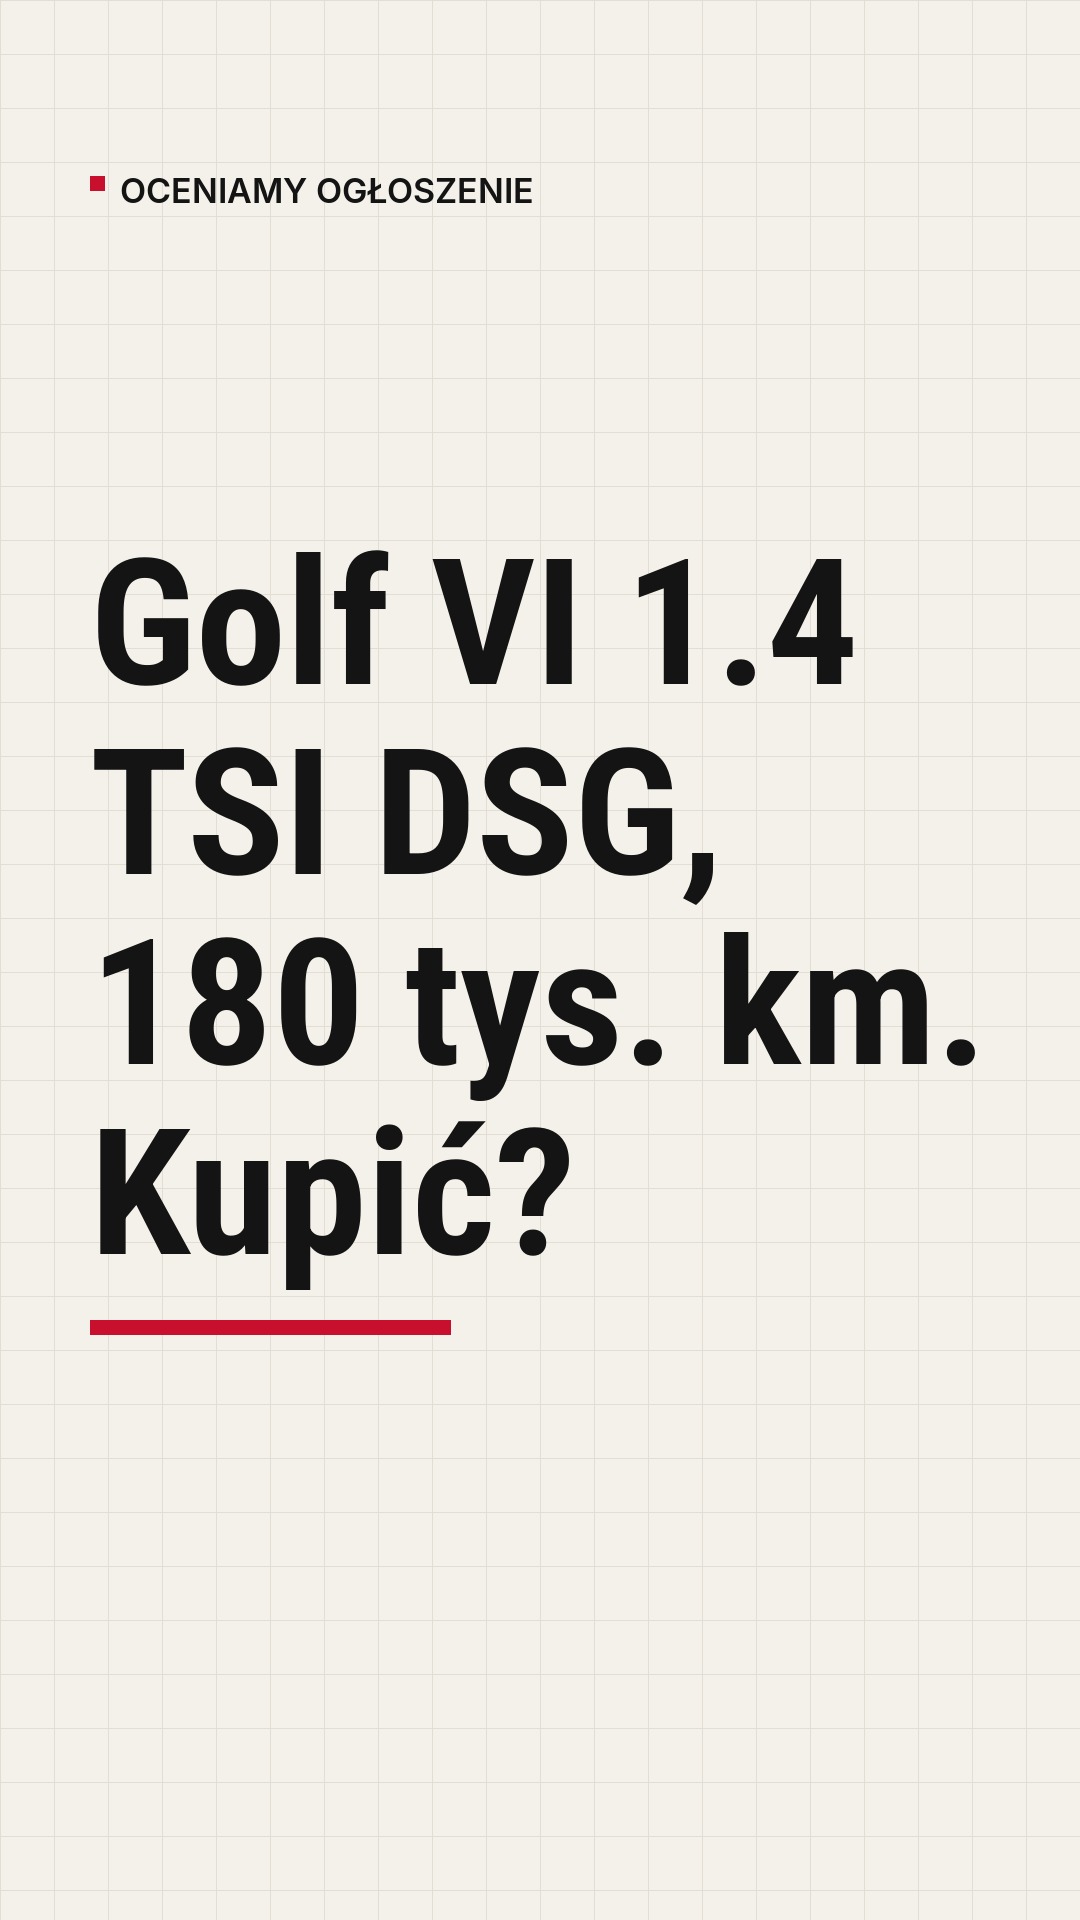 OCENIAMY OGŁOSZENIE
Golf VI 1.4
TSI DSG,
180 tys. km.
Kupić?